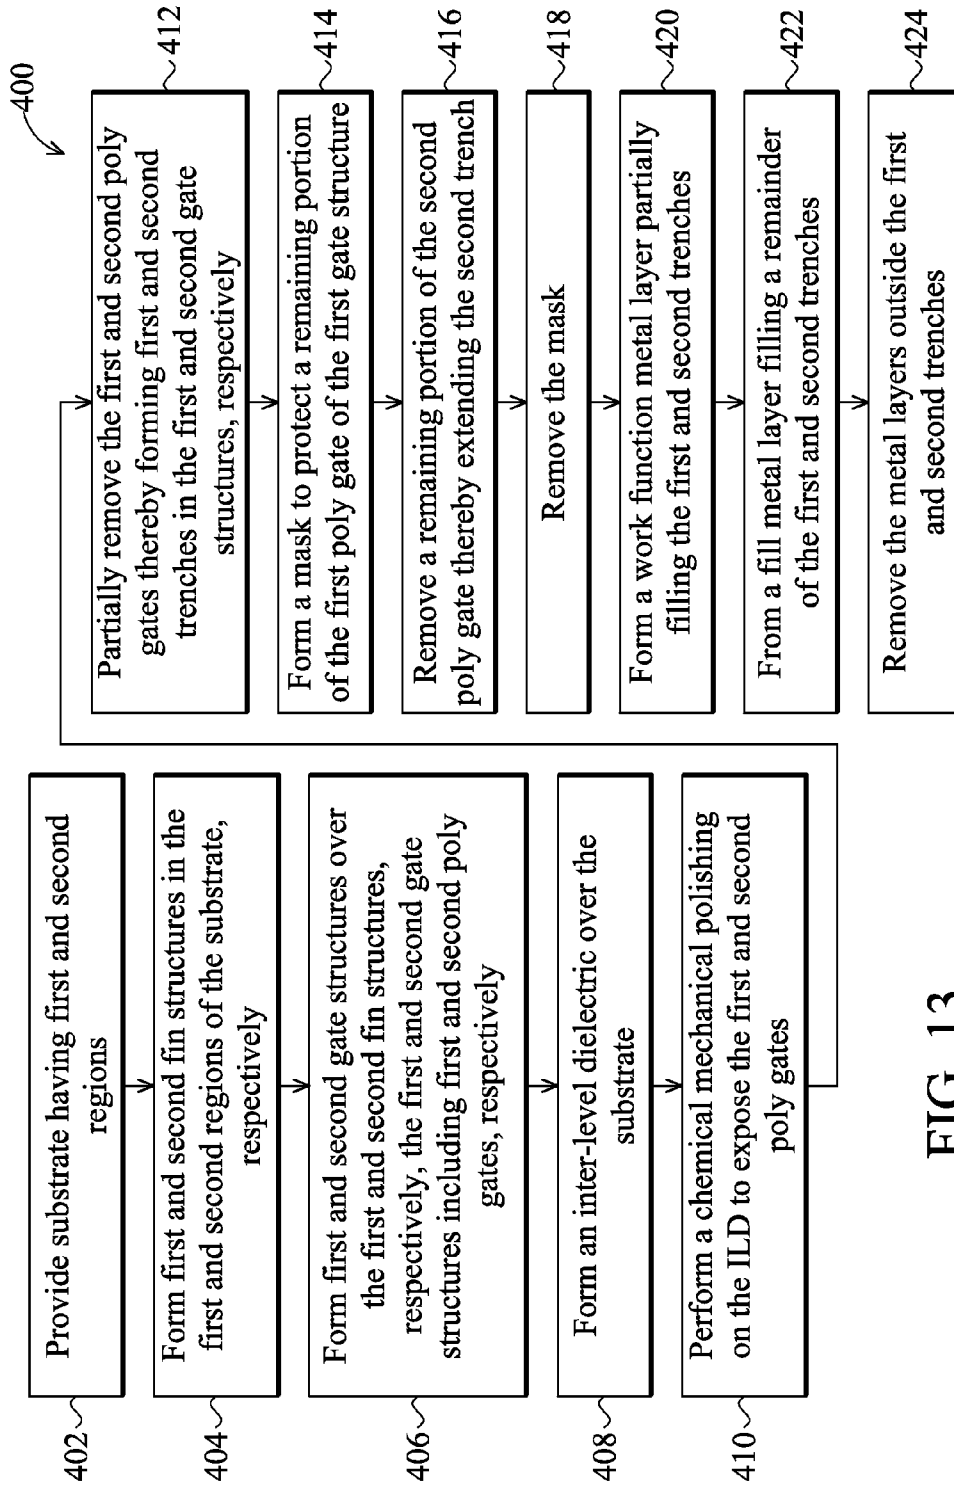 400
402
Provide substrate having first and second
regions
404
Form first and second fin structures in the
first and second regions of the substrate,
respectively
406
Form first and second gate structures over
the first and second fin structures,
respectively, the first and second gate
structures including first and second poly
gates, respectively
408
Form an inter-level dielectric over the
substrate
410
Perform a chemical mechanical polishing
on the ILD to expose the first and second
poly gates
412
Partially remove the first and second poly
gates thereby forming first and second
trenches in the first and second gate
structures, respectively
414
Form a mask to protect a remaining portion
of the first poly gate of the first gate structure
416
Remove a remaining portion of the second
poly gate thereby extending the second trench
418
Remove the mask
420
Form a work function metal layer partially
filling the first and second trenches
422
From a fill metal layer filling a remainder
of the first and second trenches
424
Remove the metal layers outside the first
and second trenches
FIG. 13